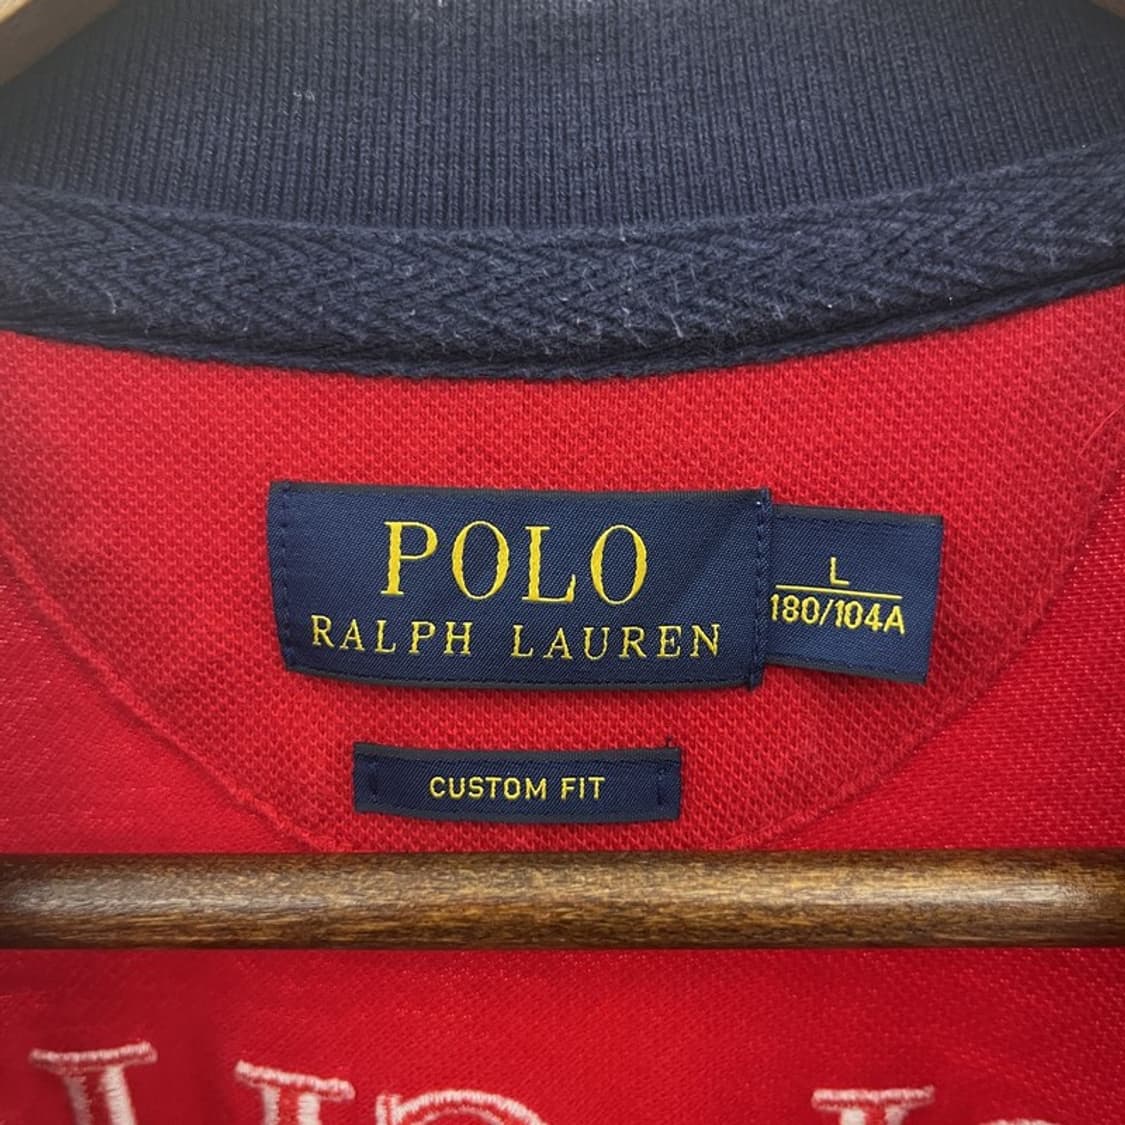 POLO
RALPH LAUREN
L
180/104A
CUSTOM FIT